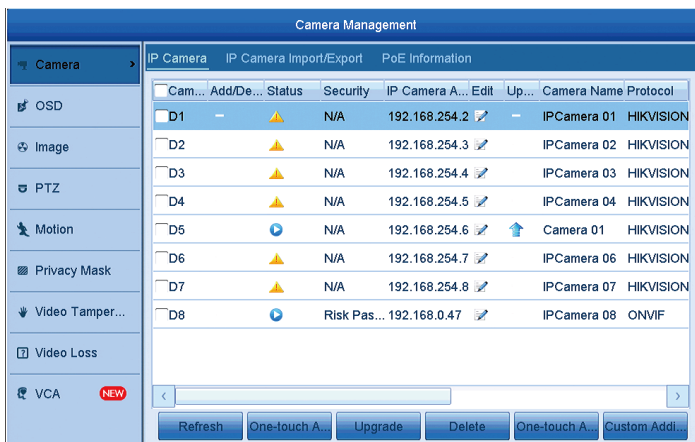 Camera Management
Camera >
OSD
Image
PTZ
Motion
Privacy Mask
Video Tamper...
Video Loss
VCA NEW
IP Camera IP Camera Import/Export PoE Information
Cam... Add/De... Status Security IP Camera A... Edit Up... Camera Name Protocol
D1 – N/A 192.168.254.2 – IPCamera 01 HIKVISION
D2 N/A 192.168.254.3 IPCamera 02 HIKVISION
D3 N/A 192.168.254.4 IPCamera 03 HIKVISION
D4 N/A 192.168.254.5 IPCamera 04 HIKVISION
D5 N/A 192.168.254.6 Camera 01 HIKVISION
D6 N/A 192.168.254.7 IPCamera 06 HIKVISION
D7 N/A 192.168.254.8 IPCamera 07 HIKVISION
D8 Risk Pas... 192.168.0.47 IPCamera 08 ONVIF
Refresh One-touch A... Upgrade Delete One-touch A... Custom Addi...